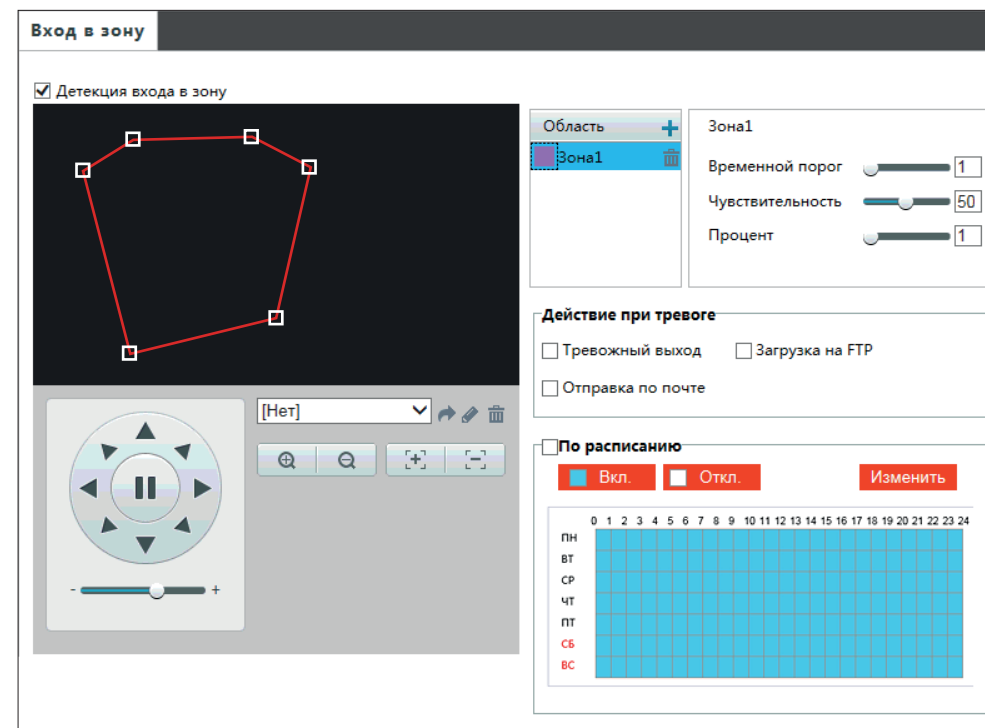 Вход в зону
Детекция входа в зону
Область
Зона1
Зона1
Временной порог 1
Чувствительность 50
Процент 1
Действие при тревоге
Тревожный выход Загрузка на FTP
Отправка по почте
[Нет]
- +
По расписанию
Вкл. Откл. Изменить
0 1 2 3 4 5 6 7 8 9 10 11 12 13 14 15 16 17 18 19 20 21 22 23 24
ПН
ВТ
СР
ЧТ
ПТ
СБ
ВС